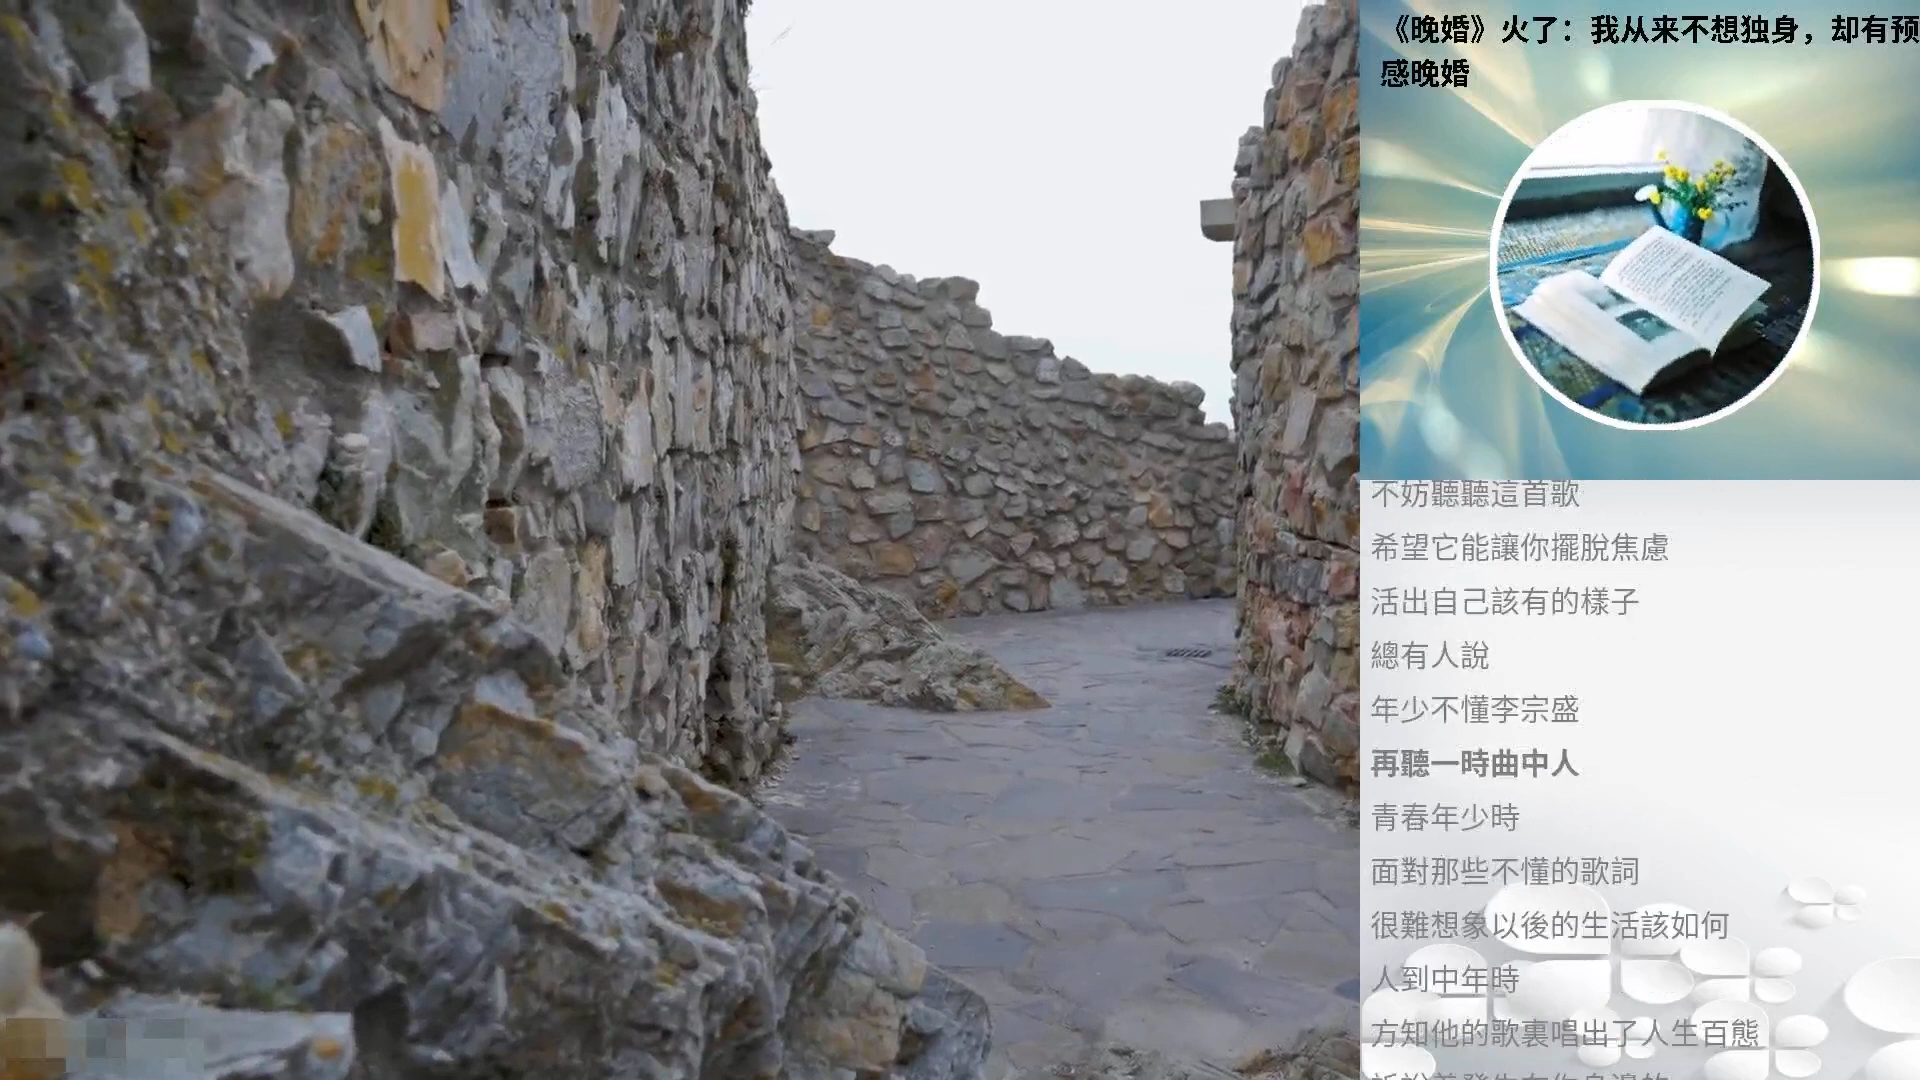 《晚婚》火了：我从来不想独身，却有预
感晚婚
不妨聽聽這首歌
希望它能讓你擺脫焦慮
活出自己該有的樣子
總有人說
年少不懂李宗盛
再聽一時曲中人
青春年少時
面對那些不懂的歌詞
很難想象以後的生活該如何
人到中年時
方知他的歌裏唱出了人生百態